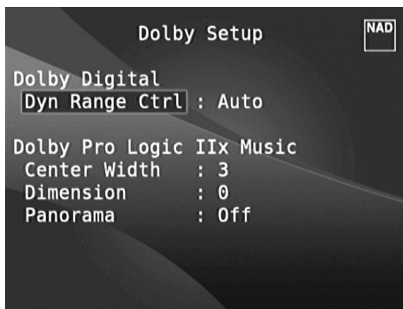 Dolby Setup
NAD
Dolby Digital
Dyn Range Ctrl : Auto
Dolby Pro Logic IIx Music
Center Width : 3
Dimension : 0
Panorama : Off